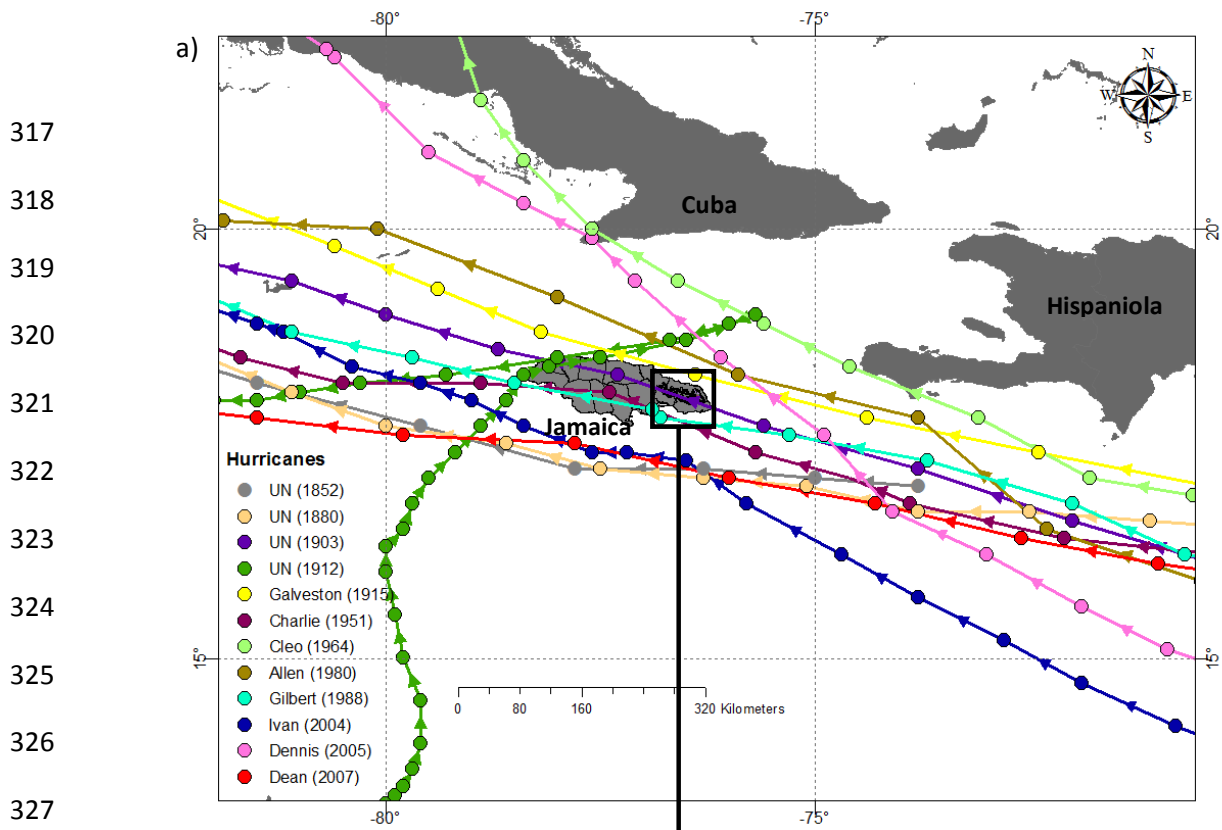 -80°
-75°
a)
N
W
E
S
317
318
Cuba
20°
20°
319
Hispaniola
320
321
Jamaica
Hurricanes
322
UN (1852)
UN (1880)
323
UN (1903)
UN (1912)
Galveston (1915)
324
Charlie (1951)
Cleo (1964)
15°
15°
325
Allen (1980)
Gilbert (1988)
0 80 160 320 Kilometers
Ivan (2004)
326
Dennis (2005)
Dean (2007)
327
-80°
-75°